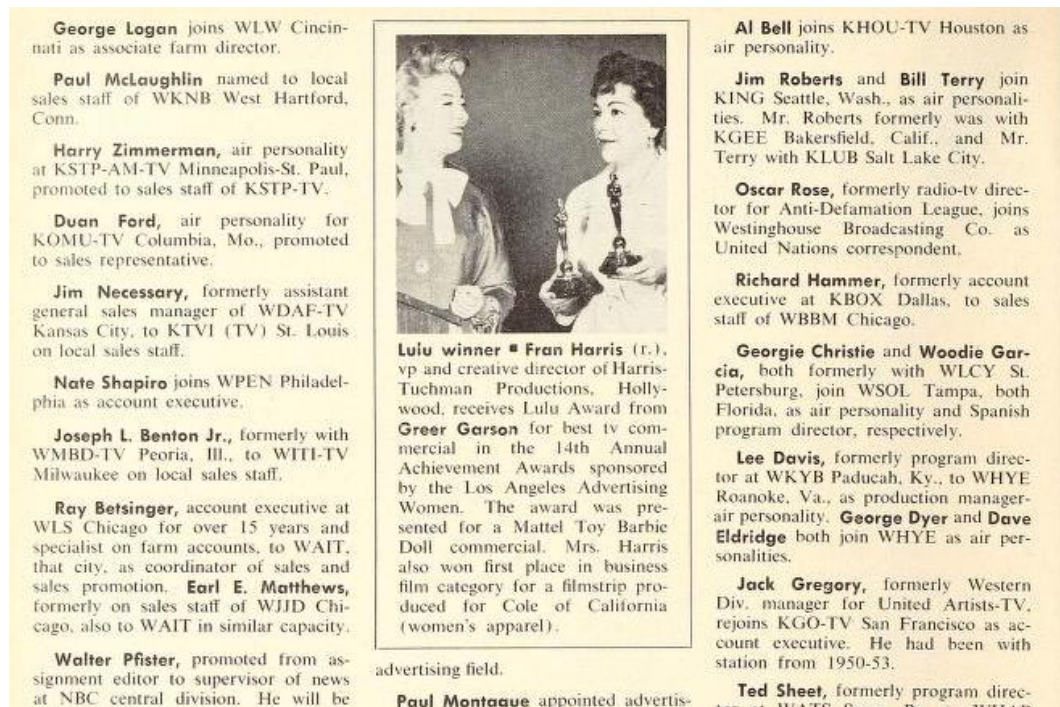 George Logan joins WLW Cincin-
nati as associate farm director.
Paul McLaughlin named to local
sales staff of WKNB West Hartford,
Conn.
Harry Zimmerman, air personality
at KSTP-AM-TV Minneapolis-St. Paul,
promoted to sales staff of KSTP-TV.
Duan Ford, air personality for
KOMU-TV Columbia, Mo., promoted
to sales representative.
Jim Necessary, formerly assistant
general sales manager of WDAF-TV
Kansas City, to KTVI (TV) St. Louis
on local sales staff.
Nate Shapiro joins WPEN Philadel-
phia as account executive.
Joseph L. Benton Jr., formerly with
WMBD-TV Peoria, Ill., to WITI-TV
Milwaukee on local sales staff.
Ray Betsinger, account executive at
WLS Chicago for over 15 years and
specialist on farm accounts, to WAIT,
that city, as coordinator of sales and
sales promotion. Earl E. Matthews,
formerly on sales staff of WJJD Chi-
cago, also to WAIT in similar capacity.
Walter Pfister, promoted from as-
signment editor to supervisor of news
at NBC central division. He will be
Lulu winner ■ Fran Harris (r.),
vp and creative director of Harris-
Tuchman Productions, Holly-
wood, receives Lulu Award from
Greer Garson for best tv com-
mercial in the 14th Annual
Achievement Awards sponsored
by the Los Angeles Advertising
Women. The award was pre-
sented for a Mattel Toy Barbie
Doll commercial. Mrs. Harris
also won first place in business
film category for a filmstrip pro-
duced for Cole of California
(women's apparel).
advertising field.
Paul Montague appointed advertis-
Al Bell joins KHOU-TV Houston as
air personality.
Jim Roberts and Bill Terry join
KING Seattle, Wash., as air personali-
ties. Mr. Roberts formerly was with
KGEE Bakersfield, Calif., and Mr.
Terry with KLUB Salt Lake City.
Oscar Rose, formerly radio-tv direc-
tor for Anti-Defamation League, joins
Westinghouse Broadcasting Co. as
United Nations correspondent.
Richard Hammer, formerly account
executive at KBOX Dallas, to sales
staff of WBBM Chicago.
Georgie Christie and Woodie Gar-
cia, both formerly with WLCY St.
Petersburg, join WSOL Tampa, both
Florida, as air personality and Spanish
program director, respectively.
Lee Davis, formerly program direc-
tor at WKYB Paducah, Ky., to WHYE
Roanoke, Va., as production manager-
air personality. George Dyer and Dave
Eldridge both join WHYE as air per-
sonalities.
Jack Gregory, formerly Western
Div. manager for United Artists-TV,
rejoins KGO-TV San Francisco as ac-
count executive. He had been with
station from 1950-53.
Ted Sheet, formerly program direc-